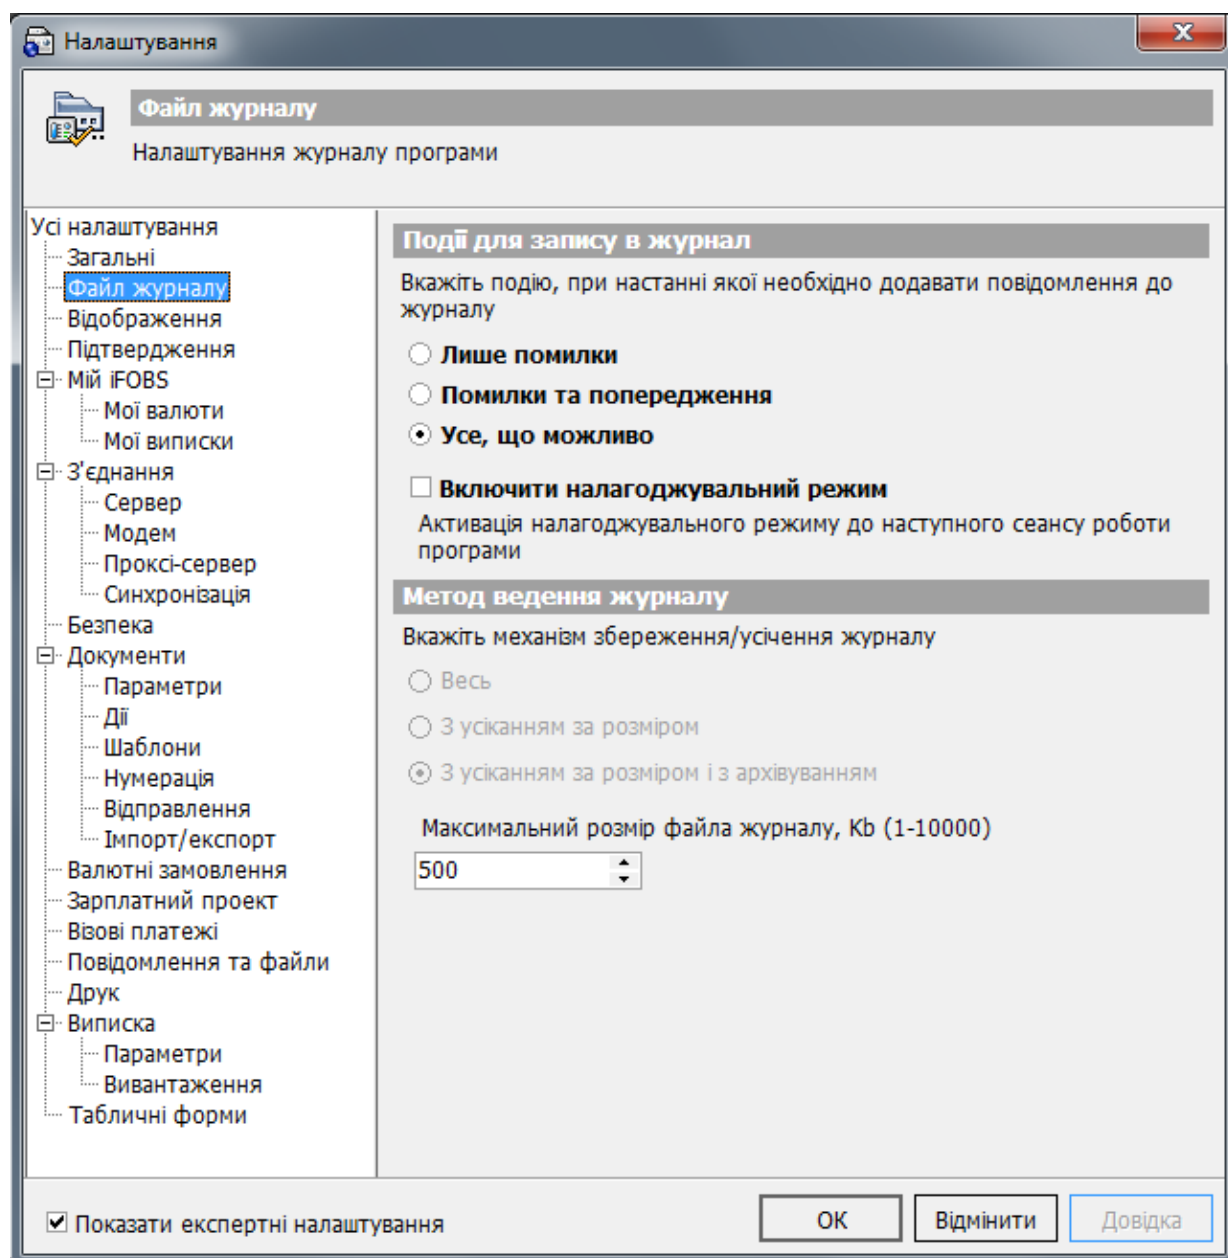 Налаштування
Файл журналу
Налаштування журналу програми
Усі налаштування
Загальні
Файл журналу
Відображення
Підтвердження
Мій iFOBS
Мої валюти
Мої виписки
З'єднання
Сервер
Модем
Проксі-сервер
Синхронізація
Безпека
Документи
Параметри
Дії
Шаблони
Нумерація
Відправлення
Імпорт/експорт
Валютні замовлення
Зарплатний проект
Візові платежі
Повідомлення та файли
Друк
Виписка
Параметри
Вивантаження
Табличні форми
Події для запису в журнал
Вкажіть подію, при настанні якої необхідно додавати повідомлення до
журналу
Лише помилки
Помилки та попередження
Усе, що можливо
Включити налагоджувальний режим
Активація налагоджувального режиму до наступного сеансу роботи
програми
Метод ведення журналу
Вкажіть механізм збереження/усічення журналу
Весь
З усіканням за розміром
З усіканням за розміром і з архівуванням
Максимальний розмір файла журналу, Kb (1-10000)
500
Показати експертні налаштування
ОК
Відмінити
Довідка